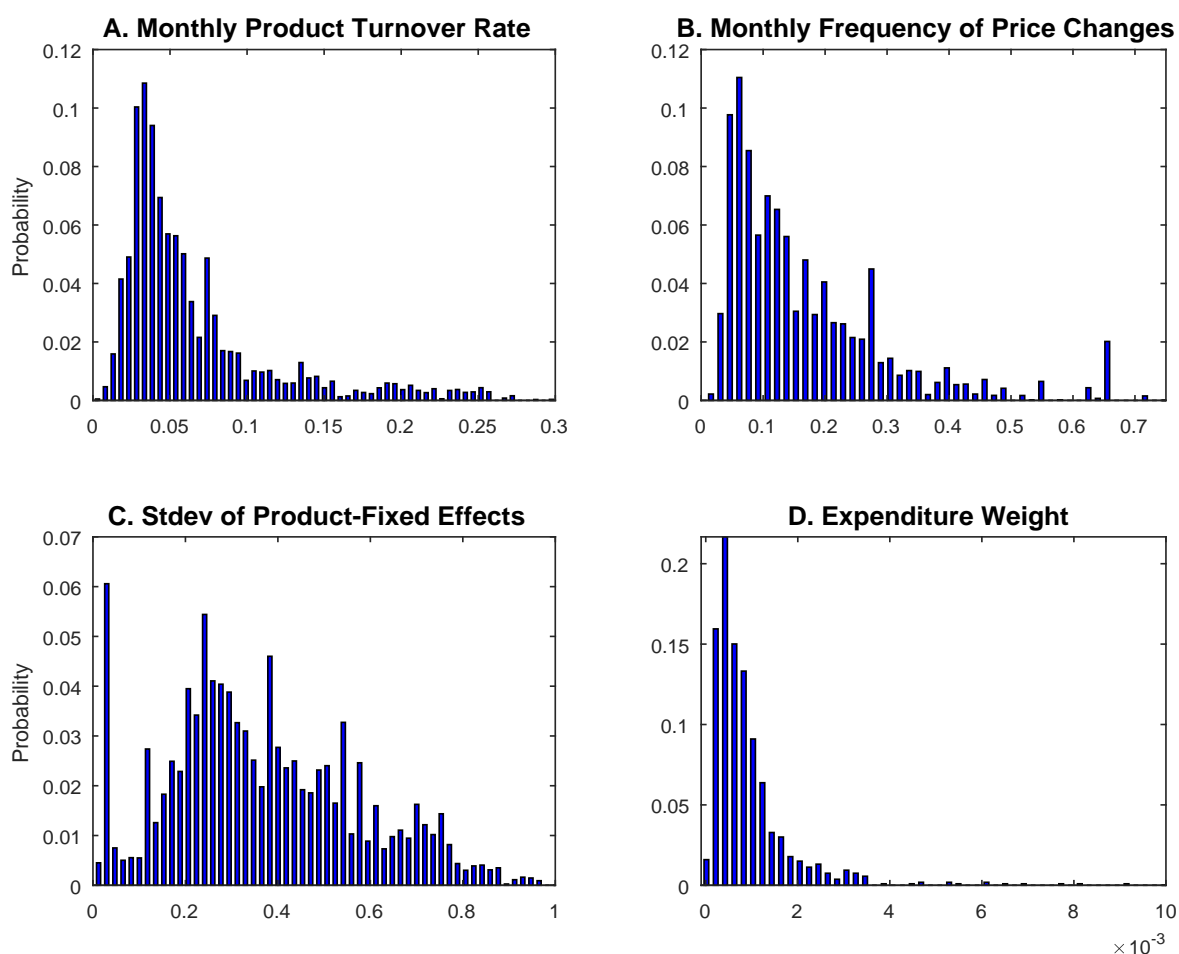 A. Monthly Product Turnover Rate
0.12
0.1
0.08
0.06
0.04
0.02
0
Probability
0 0.05 0.1 0.15 0.2 0.25 0.3
B. Monthly Frequency of Price Changes
0.12
0.1
0.08
0.06
0.04
0.02
0
0 0.1 0.2 0.3 0.4 0.5 0.6 0.7
C. Stdev of Product-Fixed Effects
0.07
0.06
0.05
0.04
0.03
0.02
0.01
0
Probability
0 0.2 0.4 0.6 0.8 1
D. Expenditure Weight
0.2
0.15
0.1
0.05
0
0 2 4 6 8 10
×10-3